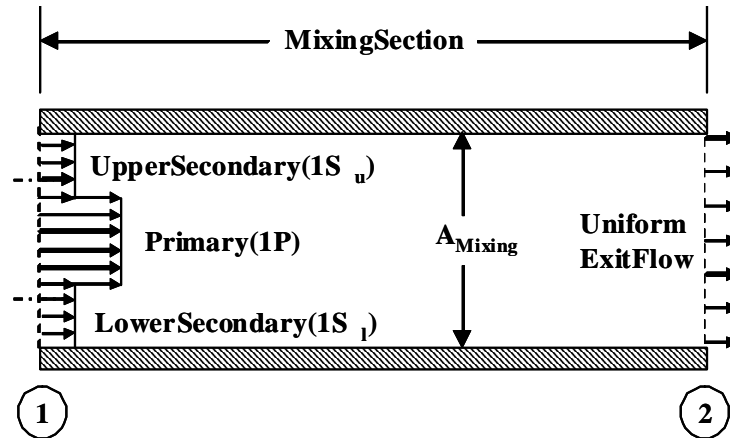 MixingSection
UpperSecondary(1S u)
Primary(1P)
AMixing
Uniform
ExitFlow
LowerSecondary(1S l)
1
2